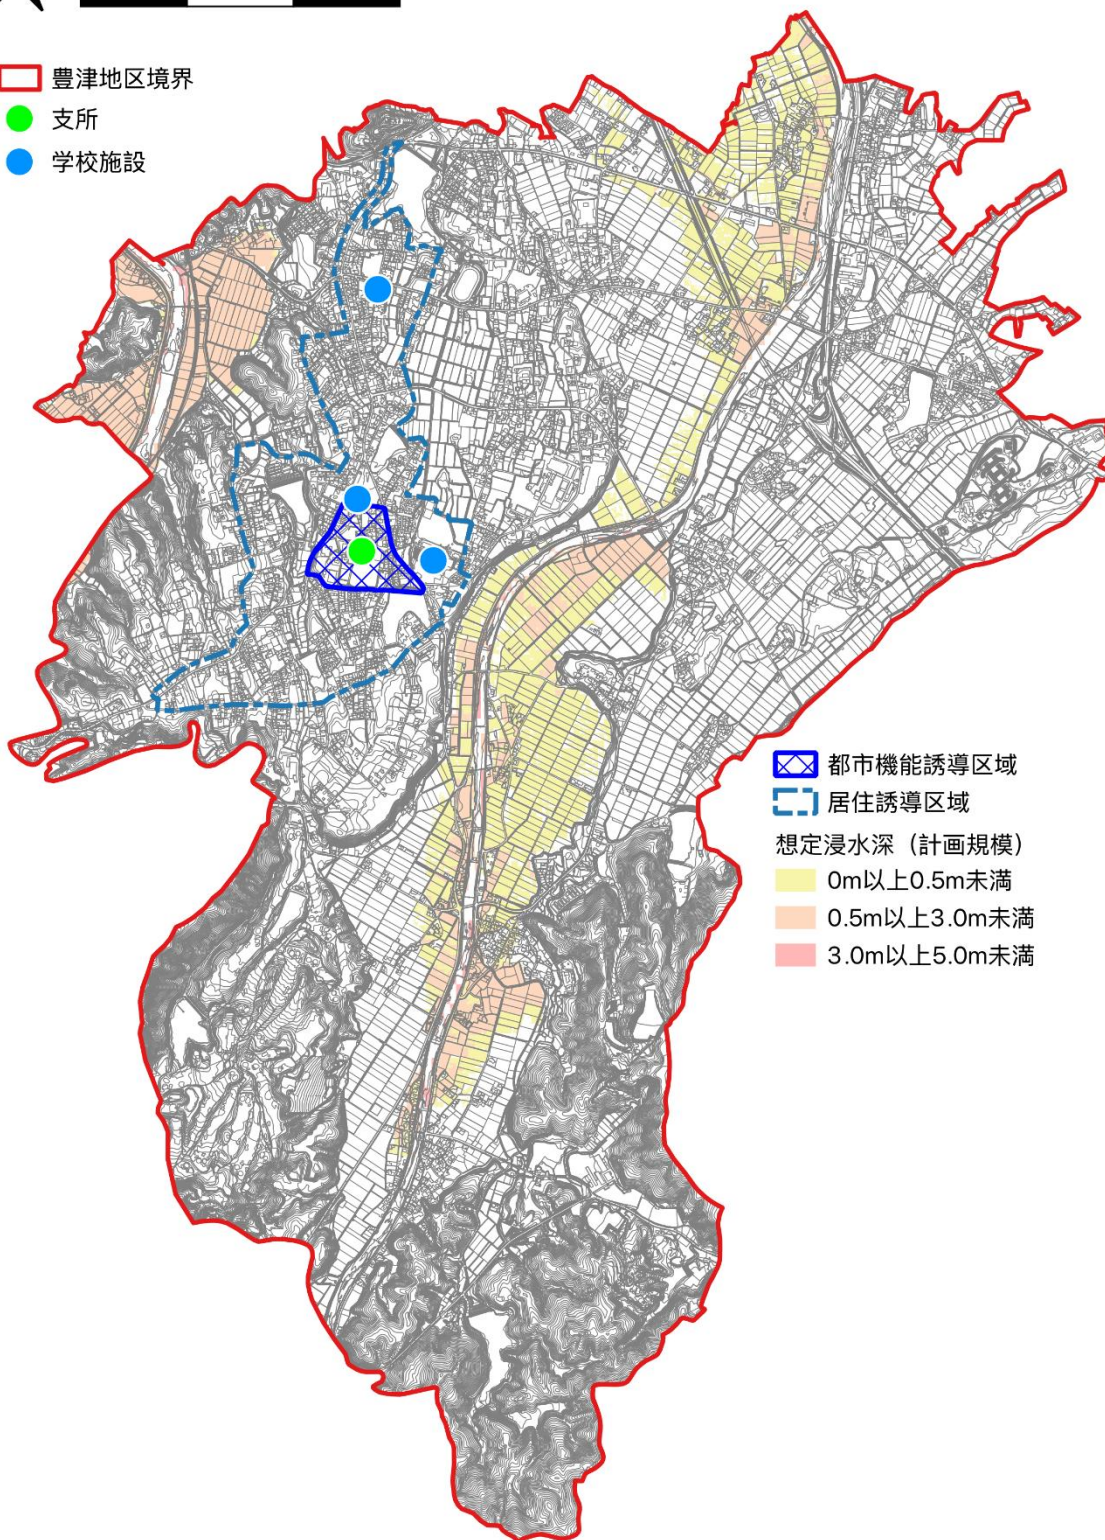 豊津地区境界
支所
学校施設
都市機能誘導区域
居住誘導区域
想定浸水深（計画規模）
0m以上0.5m未満
0.5m以上3.0m未満
3.0m以上5.0m未満